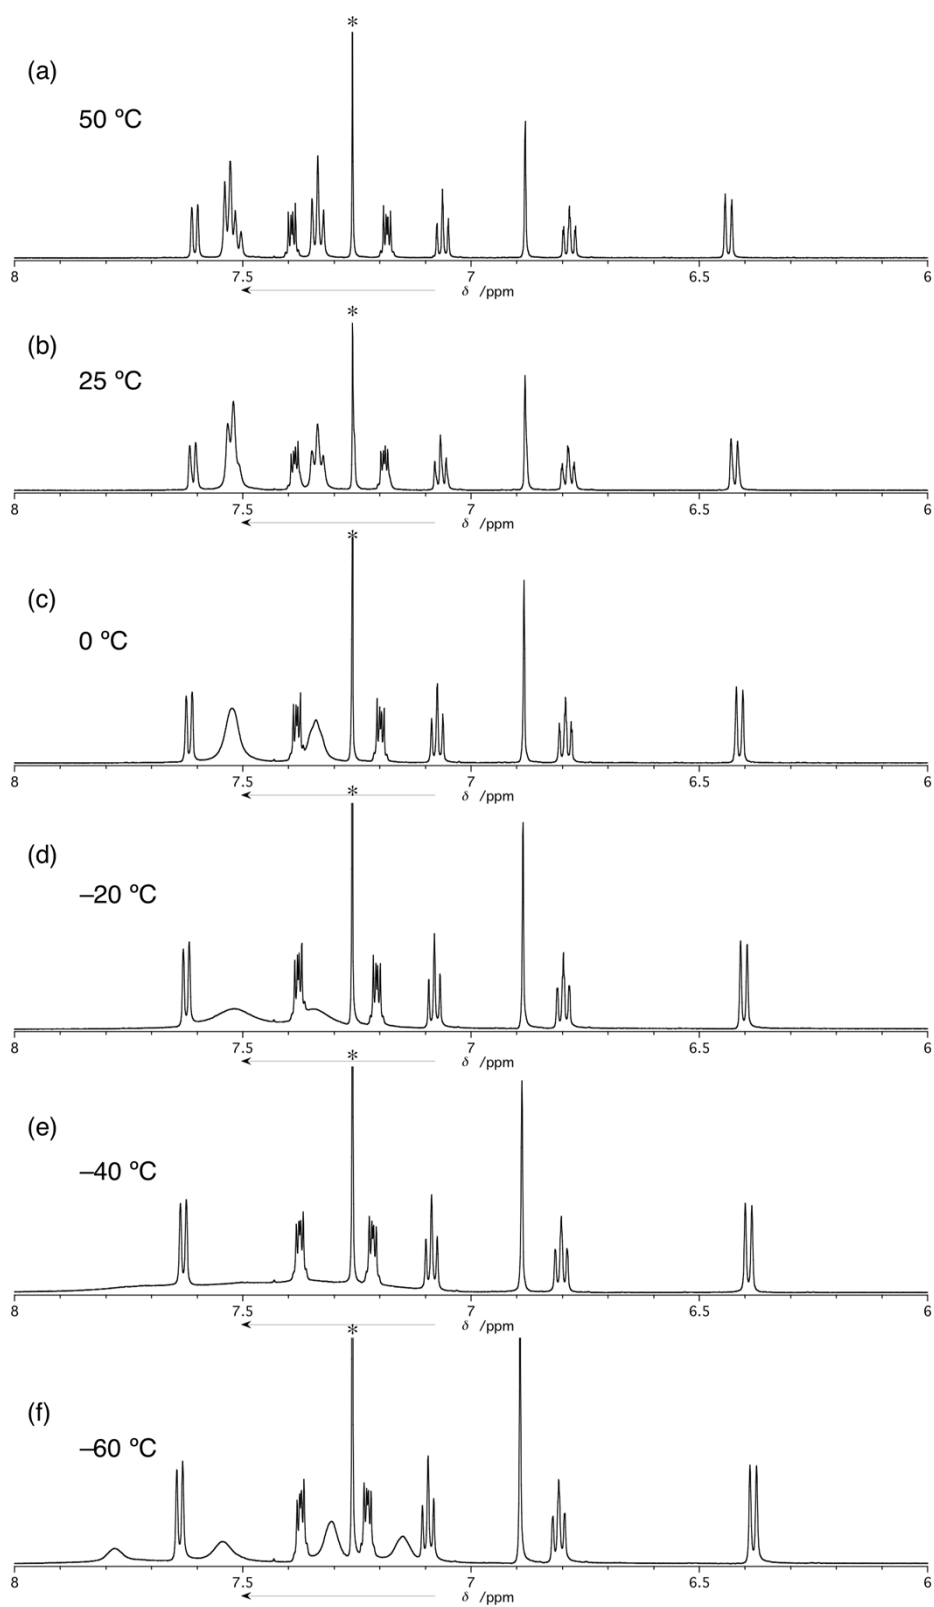 *
(a)
50 ºC
8 7.5 7 6.5 6
δ /ppm
*
(b)
25 ºC
8 7.5 7 6.5 6
δ /ppm
*
(c)
0 ºC
8 7.5 7 6.5 6
δ /ppm
*
(d)
–20 ºC
8 7.5 7 6.5 6
δ /ppm
*
(e)
–40 ºC
8 7.5 7 6.5 6
δ /ppm
*
(f)
–60 ºC
8 7.5 7 6.5 6
δ /ppm